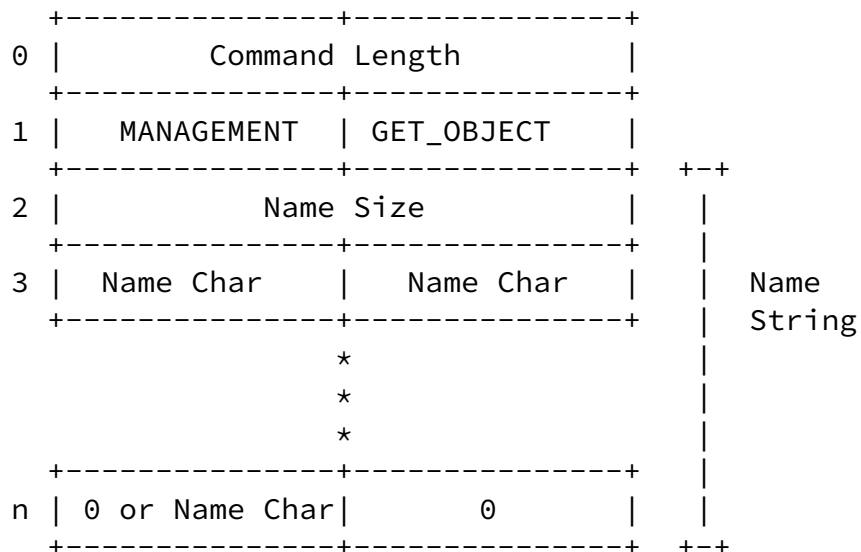 +---------------+---------------+
0 |        Command Length         |
+---------------+---------------+
1 |   MANAGEMENT  | GET_OBJECT    |
+---------------+---------------+  +-+
2 |           Name Size           |   |
+---------------+---------------+   |
3 |  Name Char    |   Name Char   |   |  Name
+---------------+---------------+   |  String
*                   |
*                   |
*                   |
+---------------+---------------+   |
n | 0 or Name Char|       0       |   |
+---------------+---------------+  +-+